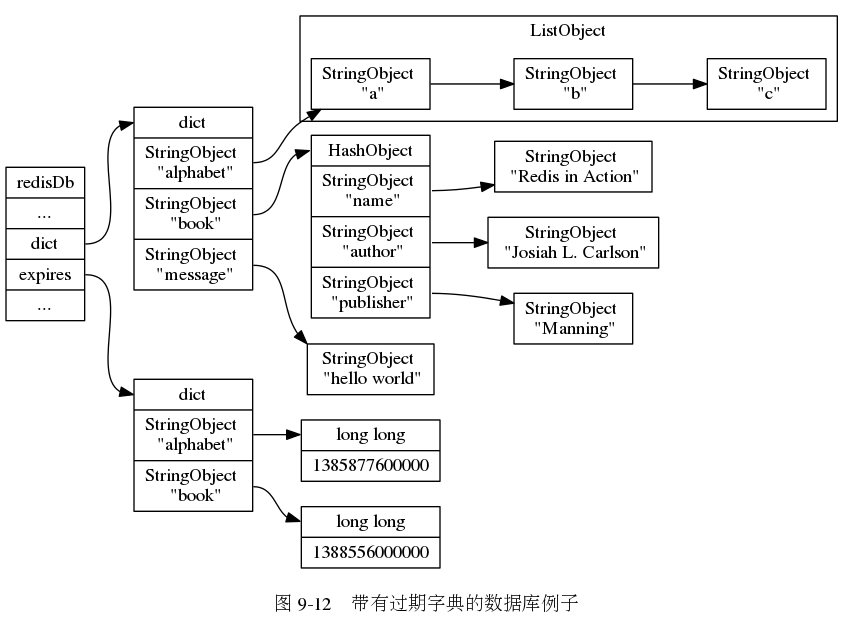 redisDb
...
dict
expires
...
dict
StringObject
"alphabet"
StringObject
"book"
StringObject
"message"
ListObject
StringObject
"a"
StringObject
"b"
StringObject
"c"
HashObject
StringObject
"name"
StringObject
"author"
StringObject
"publisher"
StringObject
"Redis in Action"
StringObject
"Josiah L. Carlson"
StringObject
"Manning"
StringObject
"hello world"
dict
StringObject
"alphabet"
StringObject
"book"
long long
1385877600000
long long
1388556000000
图 9-12 带有过期字典的数据库例子